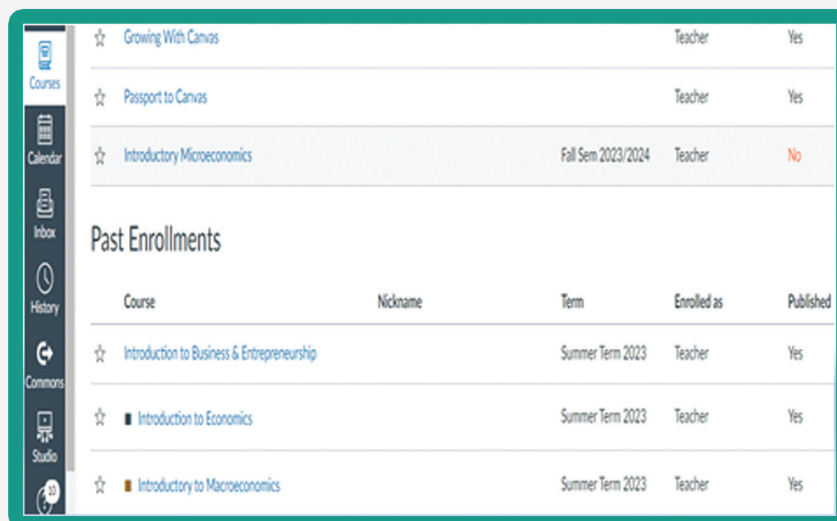 Growing With Canvas Teacher Yes
Courses
Passport to Canvas Teacher Yes
Calendar
Introductory Microeconomics Fall Sem 2023/2024 Teacher No
Inbox
Past Enrollments
History
Course Nickname Term Enrolled as Published
Introduction to Business & Entrepreneurship Summer Term 2023 Teacher Yes
Commons
Introduction to Economics Summer Term 2023 Teacher Yes
Studio
Introductory to Macroeconomics Summer Term 2023 Teacher Yes
10